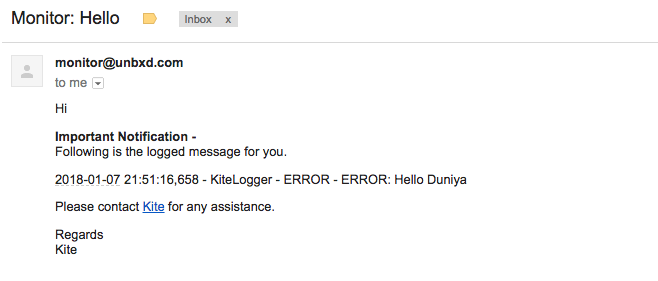 Monitor: Hello
Inbox x
monitor@unbxd.com
to me
Hi
Important Notification -
Following is the logged message for you.
2018-01-07 21:51:16,658 - KiteLogger - ERROR - ERROR: Hello Duniya
Please contact Kite for any assistance.
Regards
Kite